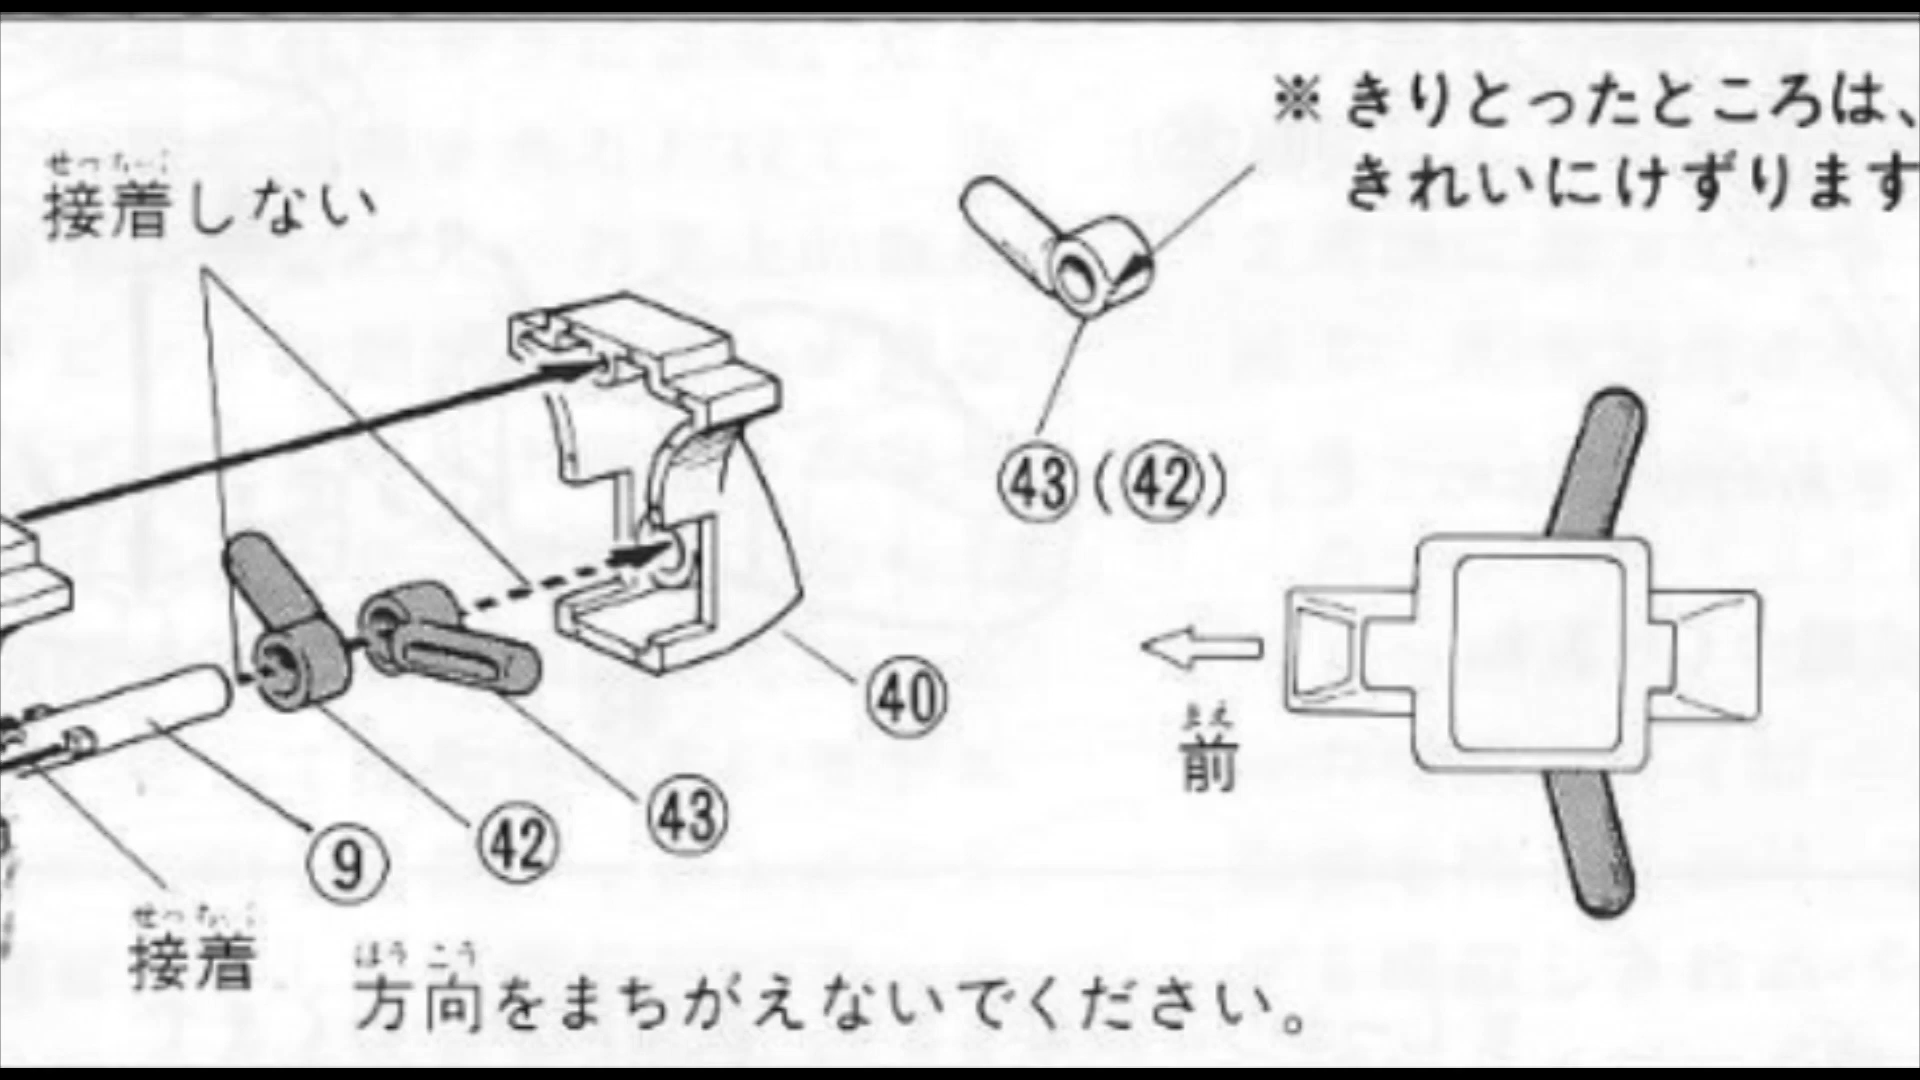 ※きりとったところは、
きれいにけずります
せっちゃく
接着しない
43(42)
40
まえ
前
43
42
9
せっちゃく
接着
ほうこう
方向をまちがえないでください。